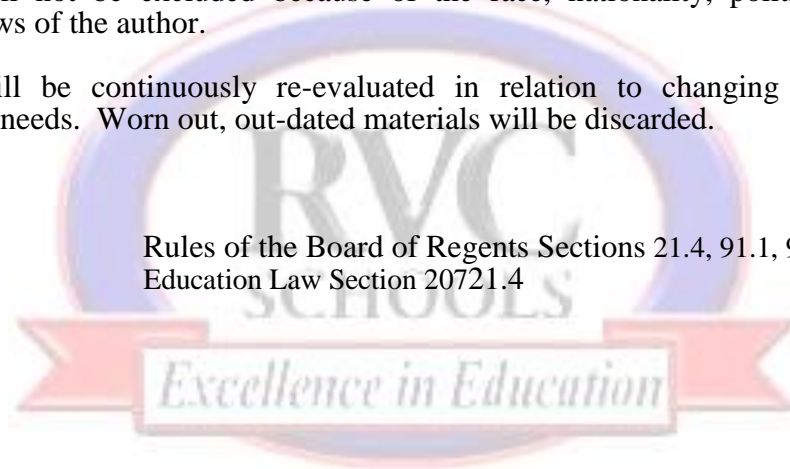 not be excluded because of the race, nationality,
of the author.
be continuously re-evaluated in relation to changing
needs. Worn out, out-dated materials will be discarded.
RVC
Rules of the Board of Regents Sections 21.4, 91.1,
Education Law Section 20721.4
SCHOOLS
Excellence in Education